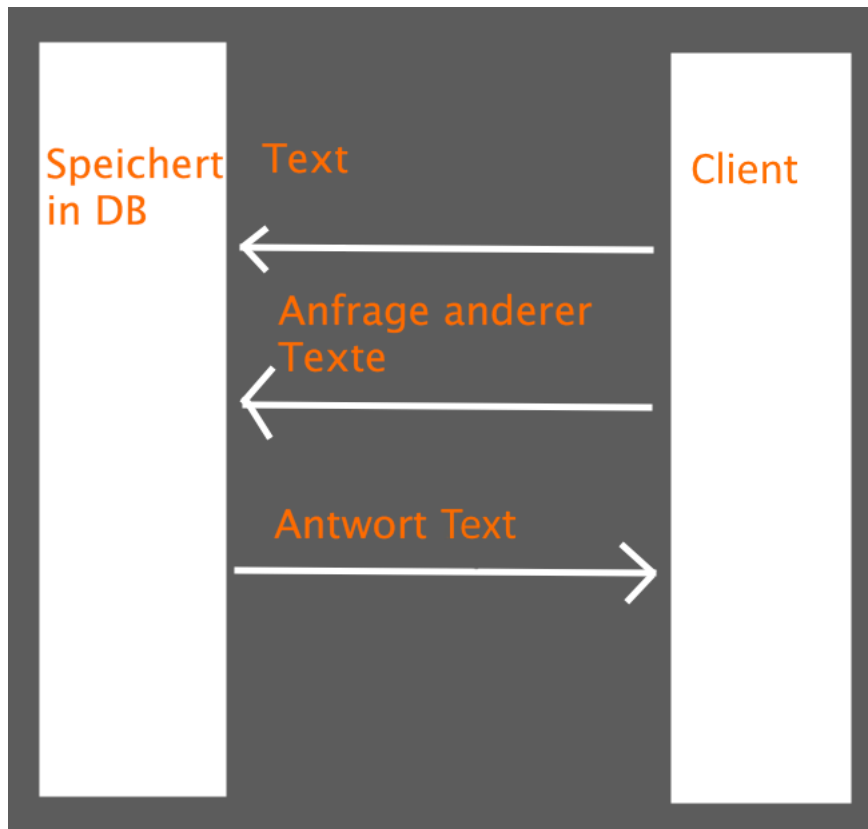 Speichert
in DB
Text
Client
Anfrage anderer
Texte
Antwort Text